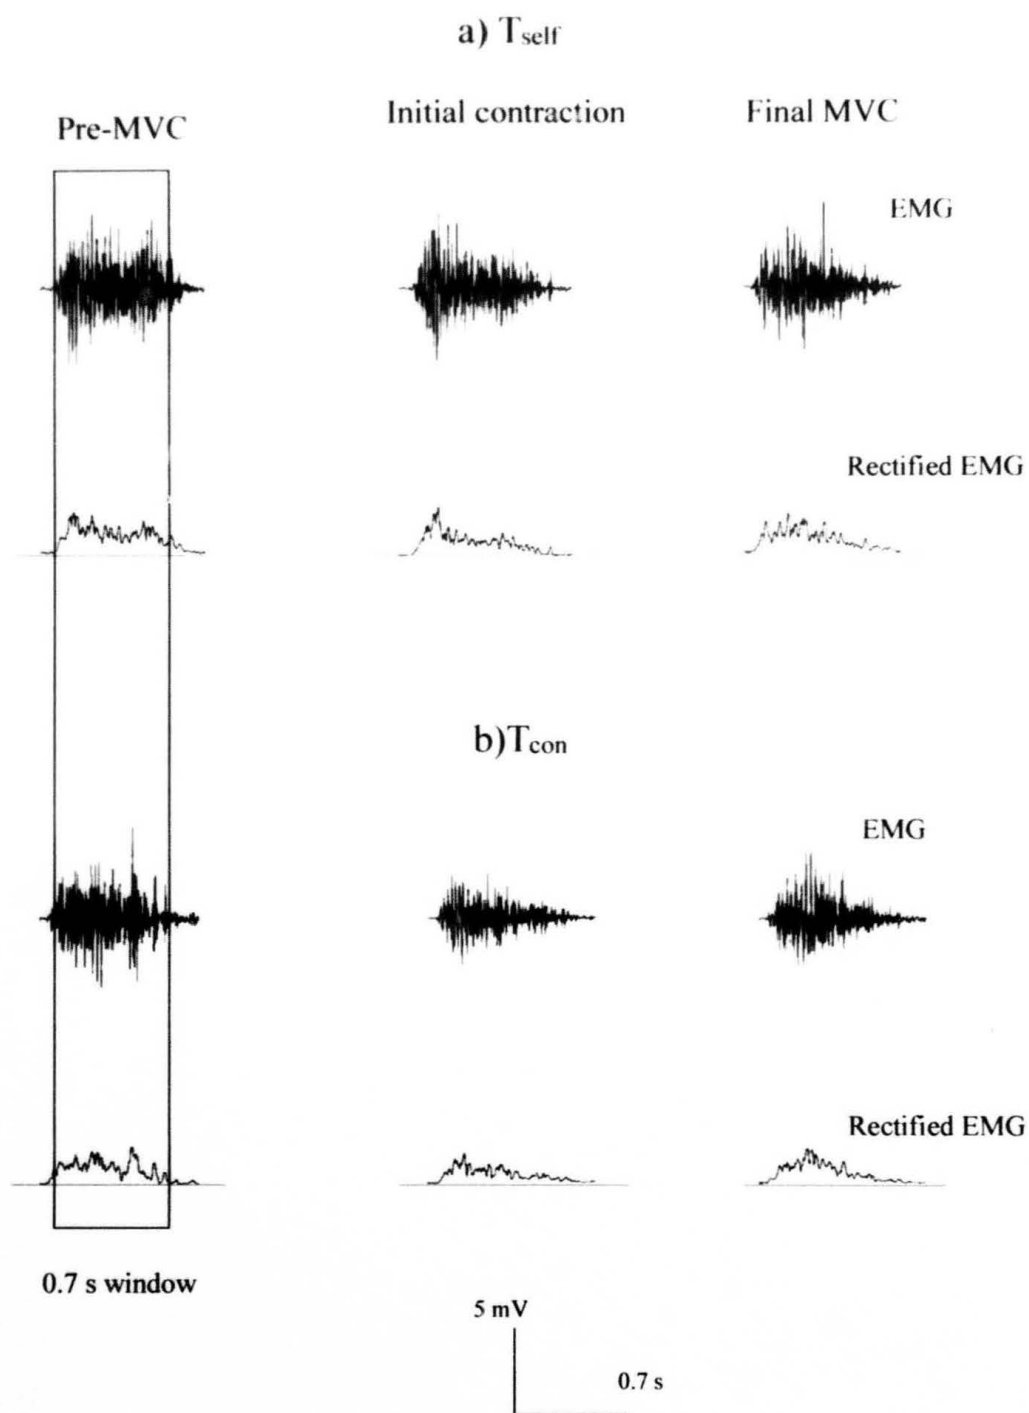 a) Tself
Pre-MVC
Initial contraction
Final MVC
EMG
Rectified EMG
b)Tcon
EMG
Rectified EMG
0.7 s window
5 mV
0.7 s